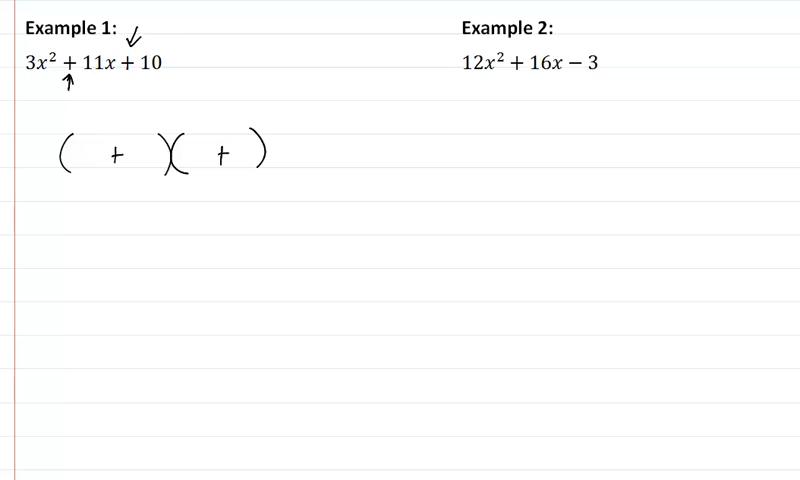 Example 1:
3x² + 11x + 10
( + )( + )
Example 2:
12x² + 16x − 3